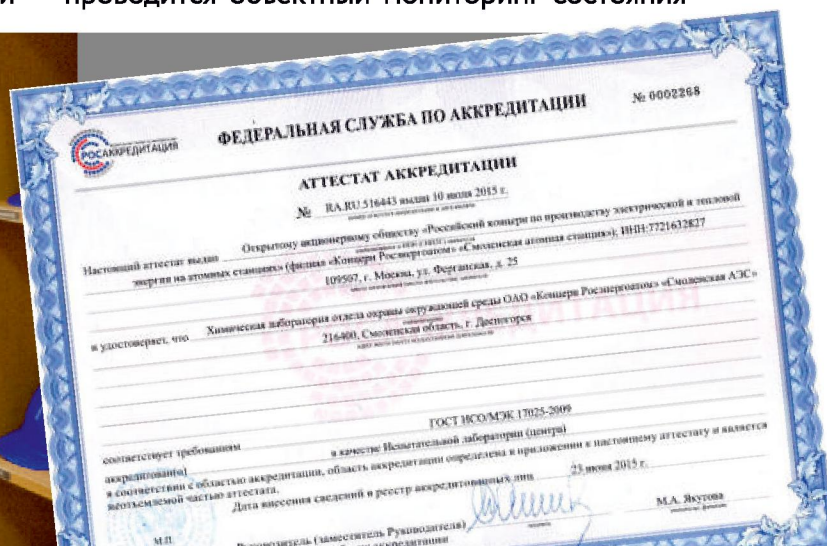 проводится объектный мониторинг состояния
РОСАККРЕДИТАЦИЯ
ФЕДЕРАЛЬНАЯ СЛУЖБА ПО АККРЕДИТАЦИИ
№ 0002268
АТТЕСТАТ АККРЕДИТАЦИИ
№ RA.RU.516443 выдан 10 июля 2015 г.
Настоящий аттестат выдан Открытому акционерному обществу «Российский концерн по производству электрической и тепловой
энергии на атомных станциях» (филиал «Концерн Росэнергоатом» «Смоленская атомная станция»); ИНН:7721632827
109507, г. Москва, ул. Ферганская, д. 25
и удостоверяет, что Химическая лаборатория отдела охраны окружающей среды ОАО «Концерн Росэнергоатом» «Смоленская АЭС»
216400, Смоленская область, г. Десногорск
соответствует требованиям ГОСТ ИСО/МЭК 17025-2009
аккредитован(о) в качестве Испытательной лаборатории (центра)
в соответствии с областью аккредитации, область аккредитации определена в приложении к настоящему аттестату и является
неотъемлемой частью аттестата.
Дата внесения сведений в реестр аккредитованных лиц 23 июня 2015 г.
М.П.
Руководитель (заместитель Руководителя)
М.А. Якутова
аккредитации